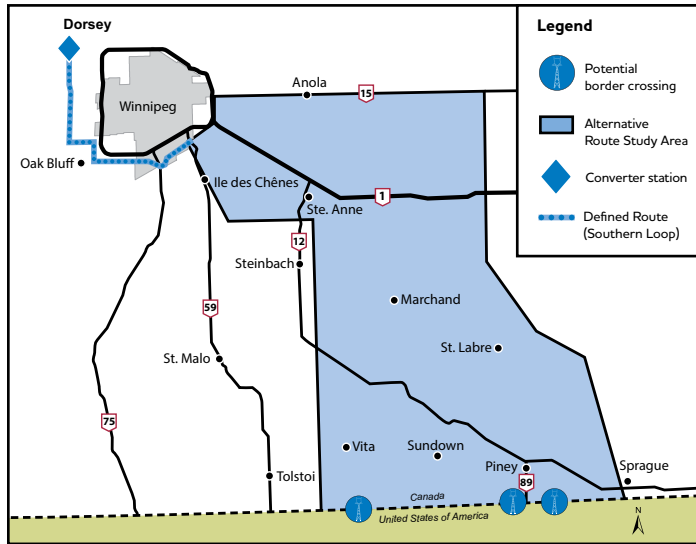 Dorsey
Winnipeg
Oak Bluff
Anola
15
Ile des Chênes
Ste. Anne
1
12
Steinbach
59
Marchand
St. Labre
St. Malo
75
Vita
Sundown
Tolstoi
Piney
89
Sprague
Canada
United States of America
N
Legend
Potential
border crossing
Alternative
Route Study Area
Converter station
Defined Route
(Southern Loop)